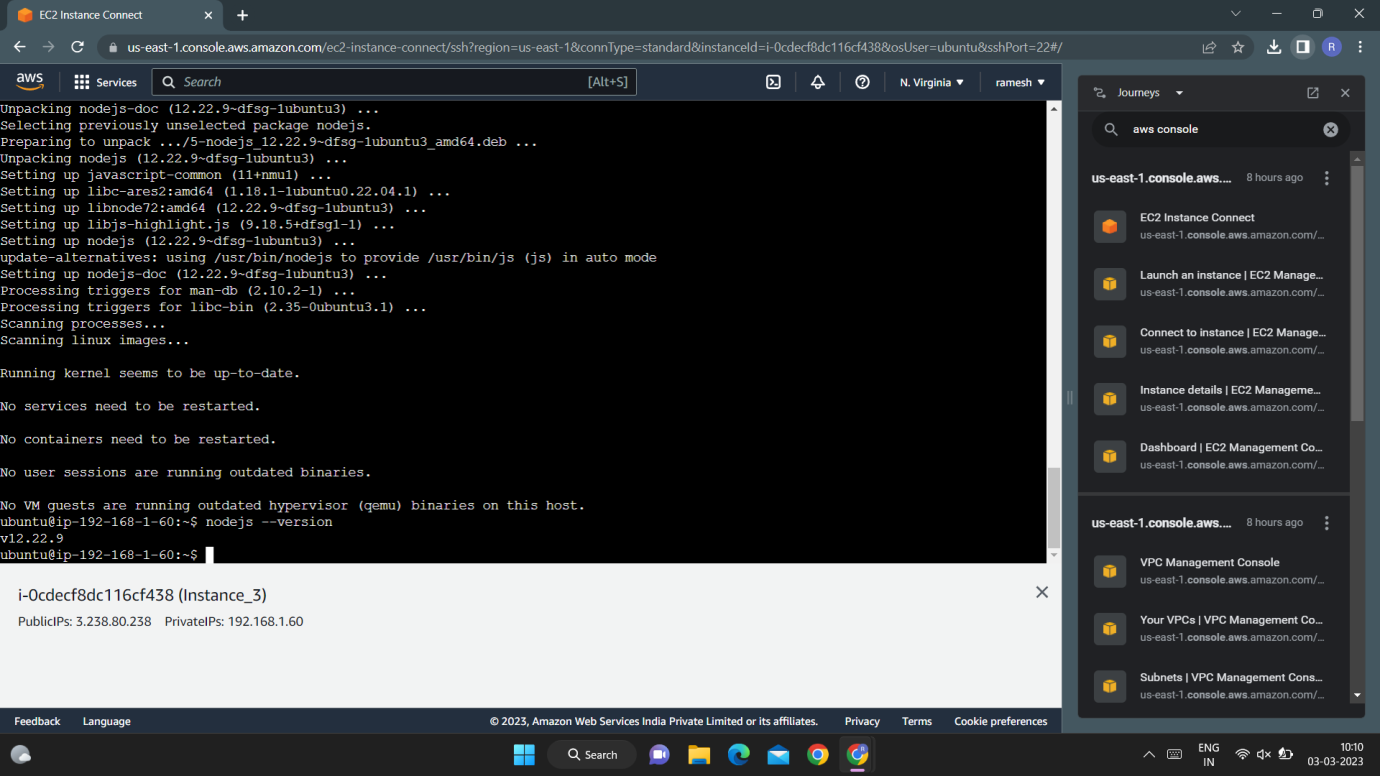 EC2 Instance Connect
us-east-1.console.aws.amazon.com/ec2-instance-connect/ssh?region=us-east-1&connType=standard&instanceId=i-0cdecf8dc116cf438&osUser=ubuntu&sshPort=22#/
R
aws
Services
Search
[Alt+S]
N. Virginia
ramesh
Unpacking nodejs-doc (12.22.9~dfsg-1ubuntu3) ...
Selecting previously unselected package nodejs.
Preparing to unpack .../5-nodejs_12.22.9~dfsg-1ubuntu3_amd64.deb ...
Unpacking nodejs (12.22.9~dfsg-1ubuntu3) ...
Setting up javascript-common (11+nmu1) ...
Setting up libc-ares2:amd64 (1.18.1-1ubuntu0.22.04.1) ...
Setting up libnode72:amd64 (12.22.9~dfsg-1ubuntu3) ...
Setting up libjs-highlight.js (9.18.5+dfsg1-1) ...
Setting up nodejs (12.22.9~dfsg-1ubuntu3) ...
update-alternatives: using /usr/bin/nodejs to provide /usr/bin/js (js) in auto mode
Setting up nodejs-doc (12.22.9~dfsg-1ubuntu3) ...
Processing triggers for man-db (2.10.2-1) ...
Processing triggers for libc-bin (2.35-0ubuntu3.1) ...
Scanning processes...
Scanning linux images...
Running kernel seems to be up-to-date.
No services need to be restarted.
No containers need to be restarted.
No user sessions are running outdated binaries.
No VM guests are running outdated hypervisor (qemu) binaries on this host.
ubuntu@ip-192-168-1-60:~$ nodejs --version
v12.22.9
ubuntu@ip-192-168-1-60:~$
i-0cdecf8dc116cf438 (Instance_3)
PublicIPs: 3.238.80.238 PrivateIPs: 192.168.1.60
Feedback Language © 2023, Amazon Web Services India Private Limited or its affiliates. Privacy Terms Cookie preferences
Journeys
aws console
us-east-1.console.aws.... 8 hours ago
EC2 Instance Connect
us-east-1.console.aws.amazon.com/...
Launch an instance | EC2 Manage...
us-east-1.console.aws.amazon.com/...
Connect to instance | EC2 Manage...
us-east-1.console.aws.amazon.com/...
Instance details | EC2 Manageme...
us-east-1.console.aws.amazon.com/...
Dashboard | EC2 Management Co...
us-east-1.console.aws.amazon.com/...
us-east-1.console.aws.... 8 hours ago
VPC Management Console
us-east-1.console.aws.amazon.com/...
Your VPCs | VPC Management Co...
us-east-1.console.aws.amazon.com/...
Subnets | VPC Management Cons...
us-east-1.console.aws.amazon.com/...
Search
R
ENG
IN
10:10
03-03-2023